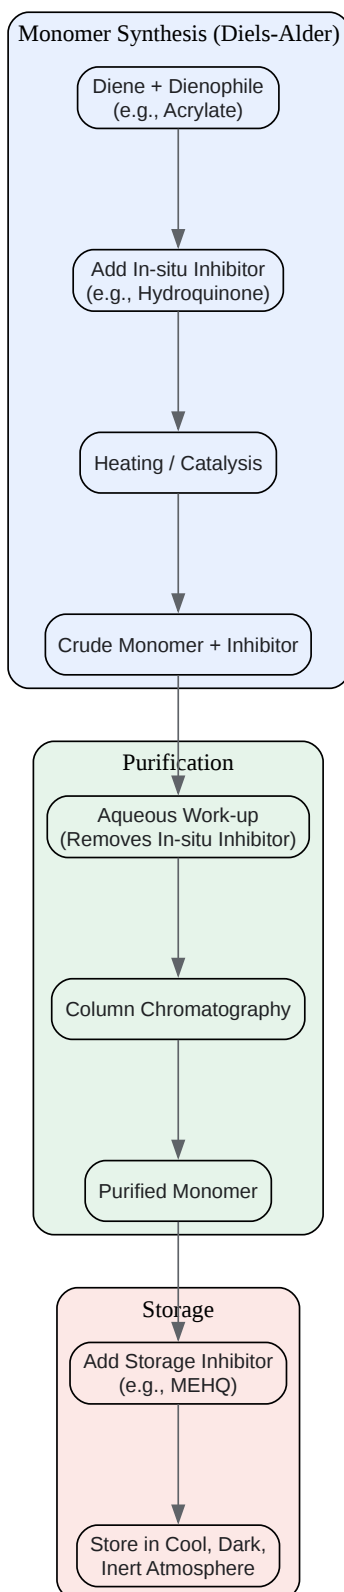 Monomer Synthesis (Diels-Alder)
Diene + Dienophile
(e.g., Acrylate)
Add In-situ Inhibitor
(e.g., Hydroquinone)
Heating / Catalysis
Crude Monomer + Inhibitor
Purification
Aqueous Work-up
(Removes In-situ Inhibitor)
Column Chromatography
Purified Monomer
Storage
Add Storage Inhibitor
(e.g., MEHQ)
Store in Cool, Dark,
Inert Atmosphere